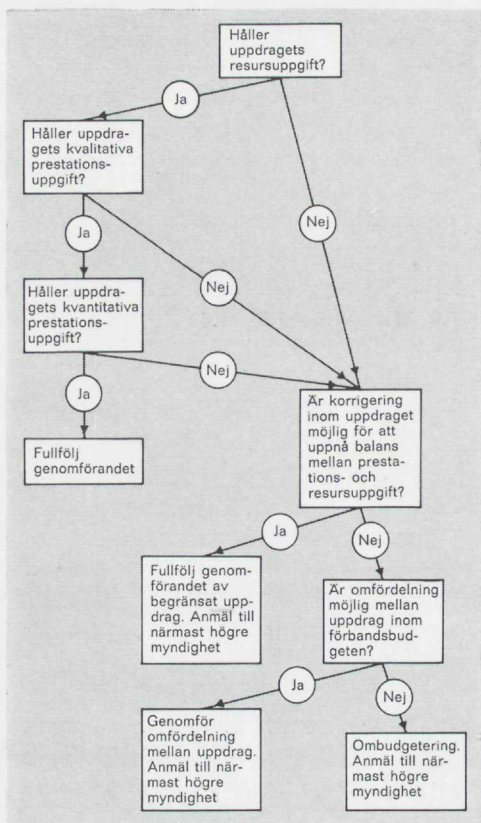 Håller
uppdragets
resursuppgift?
Ja
Håller uppdra-
gets kvalitativa
prestations-
uppgift?
Nej
Ja
Nej
Håller uppdra-
gets kvantitativa
prestations-
uppgift?
Nej
Ja
Är korrigering
inom uppdraget
möjlig för att
uppnå balans
mellan presta-
tions- och
resursuppgift?
Fullfölj
genomförandet
Ja
Nej
Fullfölj genom-
förandet av
begränsat upp-
drag. Anmäl till
närmast högre
myndighet
Är omfördelning
möjlig mellan
uppdrag inom
förbandsbud-
geten?
Ja
Nej
Genomför
omfördelning
mellan uppdrag.
Anmäl till när-
mast högre
myndighet
Ombudgetering.
Anmäl till när-
mast högre
myndighet